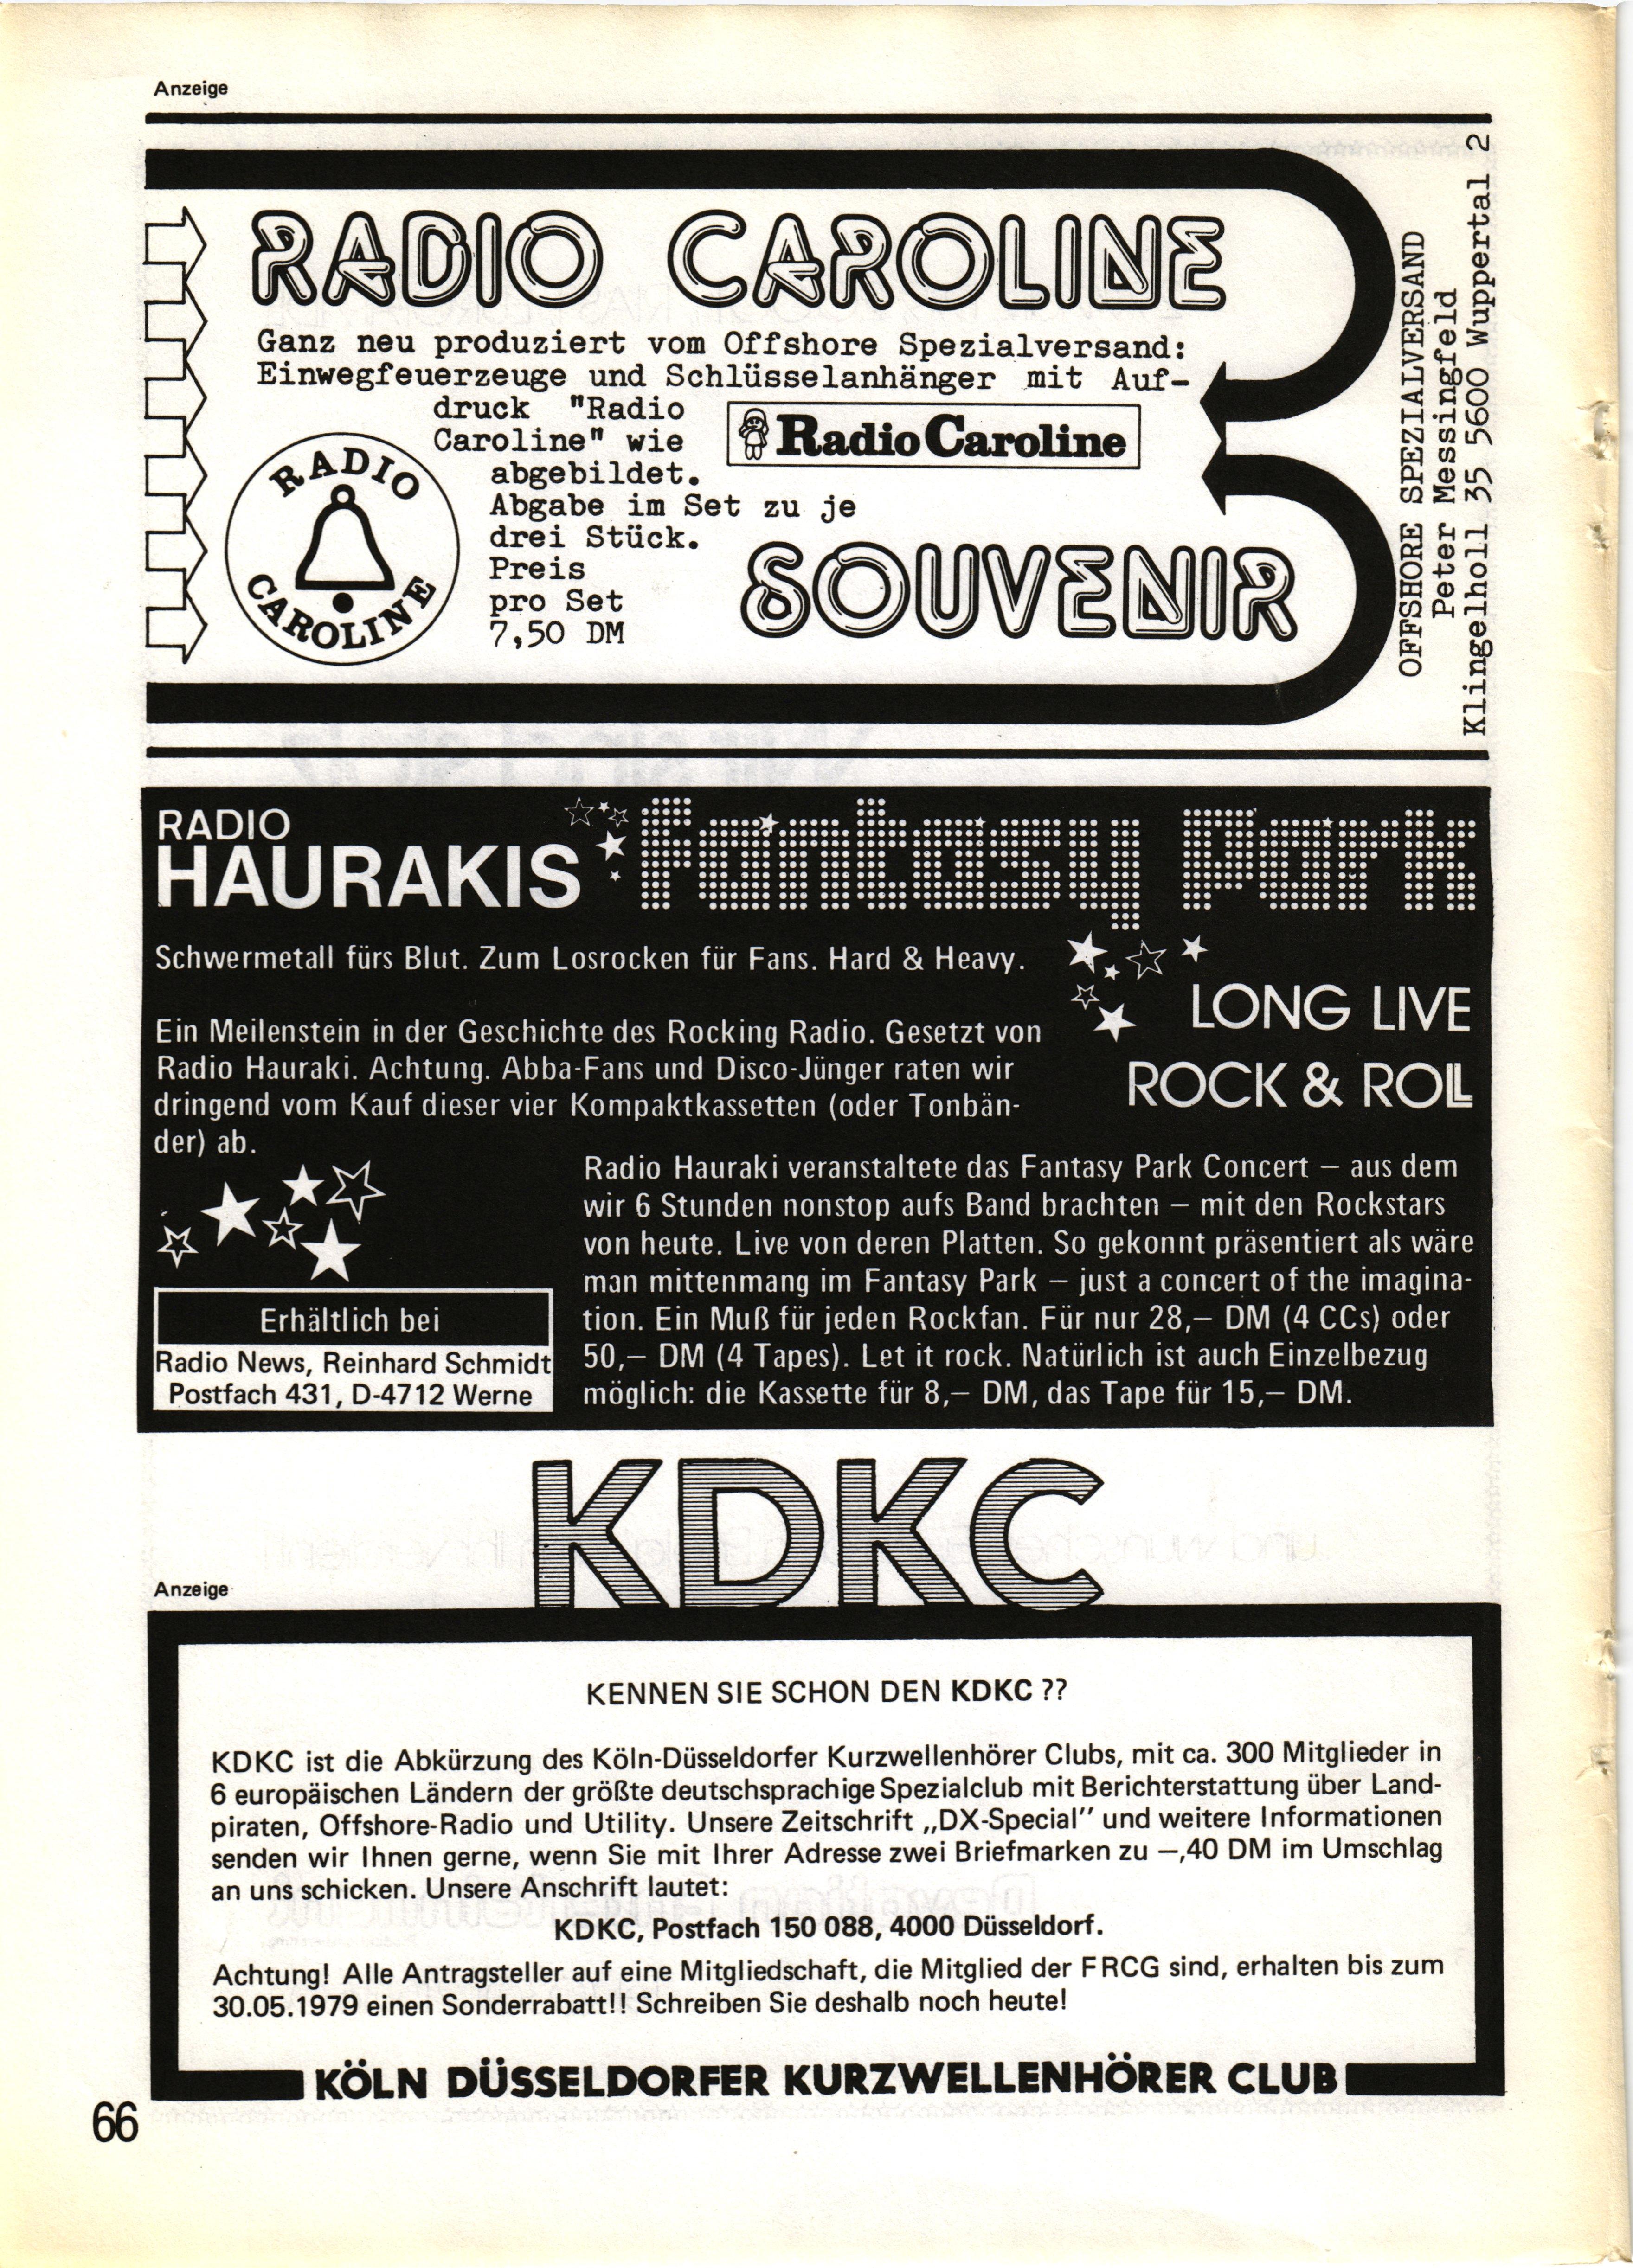 Anzeige
RADIO CAROLINE
Ganz neu produziert vom Offshore Spezialversand:
Einwegfeuerzeuge und Schlüsselanhänger mit Auf-
druck "Radio
Caroline" wie
abgebildet.
Abgabe im Set zu je
drei Stück.
Preis
pro Set
7,50 DM
Radio Caroline
RADIO
CAROLINE
SOUVENIR
OFFSHORE SPEZIALVERSAND
Peter Messingfeld
Klingelholl 35 5600 Wuppertal 2
RADIO
HAURAKIS
Fantasy Park
Schwermetall fürs Blut. Zum Losrocken für Fans. Hard & Heavy.
Ein Meilenstein in der Geschichte des Rocking Radio. Gesetzt von
Radio Hauraki. Achtung. Abba-Fans und Disco-Jünger raten wir
dringend vom Kauf dieser vier Kompaktkassetten (oder Tonbän-
der) ab.
LONG LIVE
ROCK & ROLL
Radio Hauraki veranstaltete das Fantasy Park Concert — aus dem
wir 6 Stunden nonstop aufs Band brachten — mit den Rockstars
von heute. Live von deren Platten. So gekonnt präsentiert als wäre
man mittenmang im Fantasy Park — just a concert of the imagina-
tion. Ein Muß für jeden Rockfan. Für nur 28,— DM (4 CCs) oder
50,— DM (4 Tapes). Let it rock. Natürlich ist auch Einzelbezug
möglich: die Kassette für 8,— DM, das Tape für 15,— DM.
Erhältlich bei
Radio News, Reinhard Schmidt
Postfach 431, D-4712 Werne
KDKC
Anzeige
KENNEN SIE SCHON DEN KDKC ??
KDKC ist die Abkürzung des Köln-Düsseldorfer Kurzwellenhörer Clubs, mit ca. 300 Mitglieder in
6 europäischen Ländern der größte deutschsprachige Spezialclub mit Berichterstattung über Land-
piraten, Offshore-Radio und Utility. Unsere Zeitschrift „DX-Special" und weitere Informationen
senden wir Ihnen gerne, wenn Sie mit Ihrer Adresse zwei Briefmarken zu —,40 DM im Umschlag
an uns schicken. Unsere Anschrift lautet:
KDKC, Postfach 150 088, 4000 Düsseldorf.
Achtung! Alle Antragsteller auf eine Mitgliedschaft, die Mitglied der FRCG sind, erhalten bis zum
30.05.1979 einen Sonderrabatt!! Schreiben Sie deshalb noch heute!
KÖLN DÜSSELDORFER KURZWELLENHÖRER CLUB
66